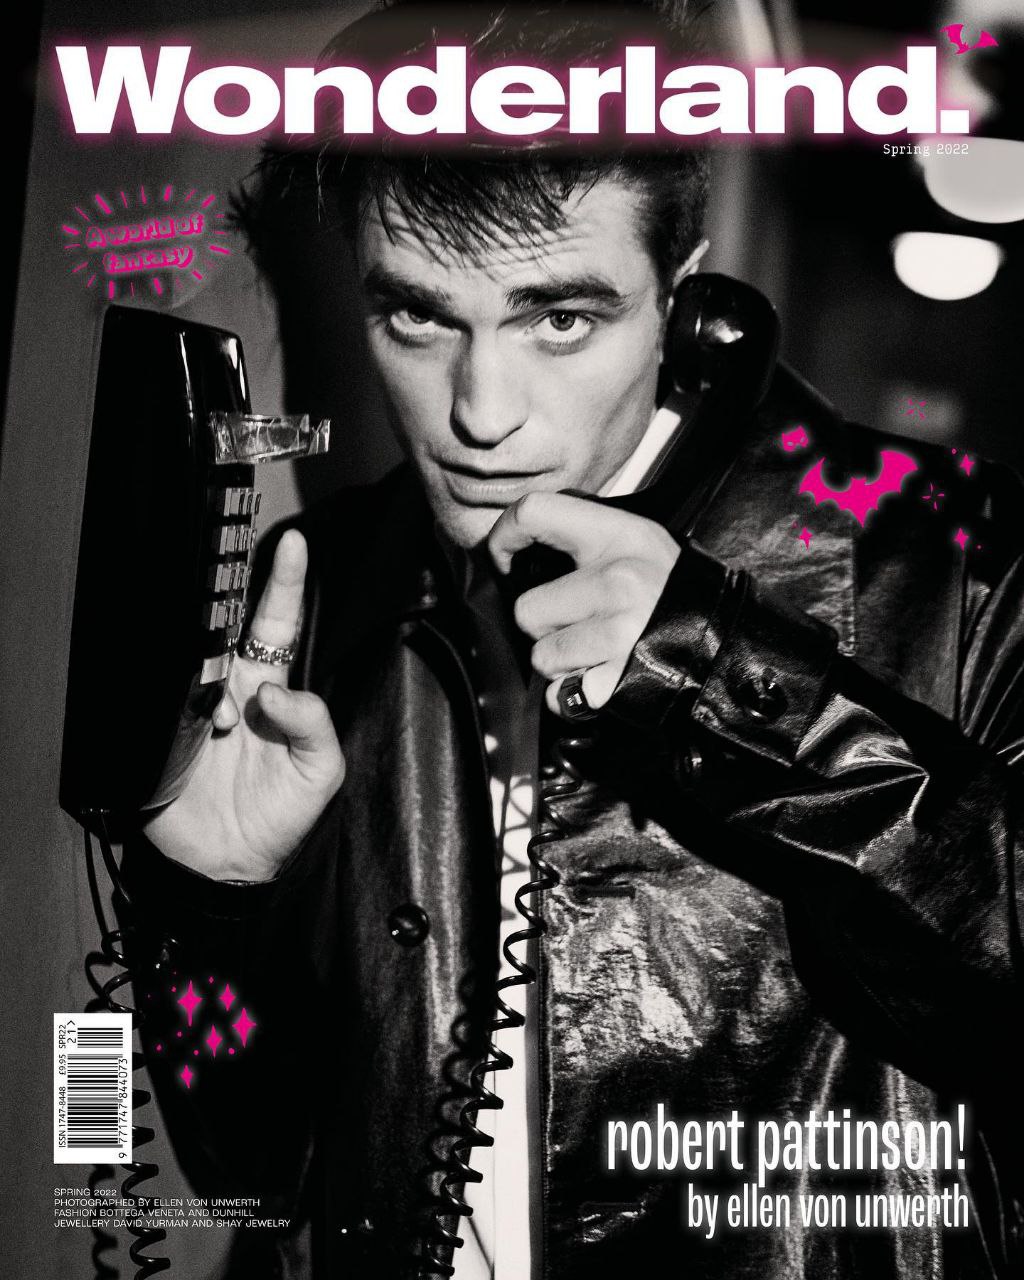 Wonderland.
Spring 2022
A world of
fantasy
ISSN 1747-8448 £9.95 SPR22
21>
9 771747 844073
SPRING 2022
PHOTOGRAPHED BY ELLEN VON UNWERTH
FASHION BOTTEGA VENETA AND DUNHILL
JEWELLERY DAVID YURMAN AND SHAY JEWELRY
robert pattinson!
by ellen von unwerth